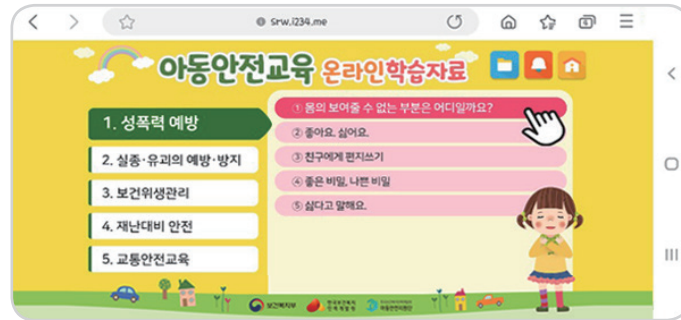 srw.i234.me
아동안전교육 온라인학습자료
1. 성폭력 예방
2. 실종·유괴의 예방·방지
3. 보건위생관리
4. 재난대비 안전
5. 교통안전교육
① 몸의 보여줄 수 없는 부분은 어디일까요?
② 좋아요. 싫어요.
③ 친구에게 편지쓰기
④ 좋은 비밀, 나쁜 비밀
⑤ 싫다고 말해요.
보건복지부